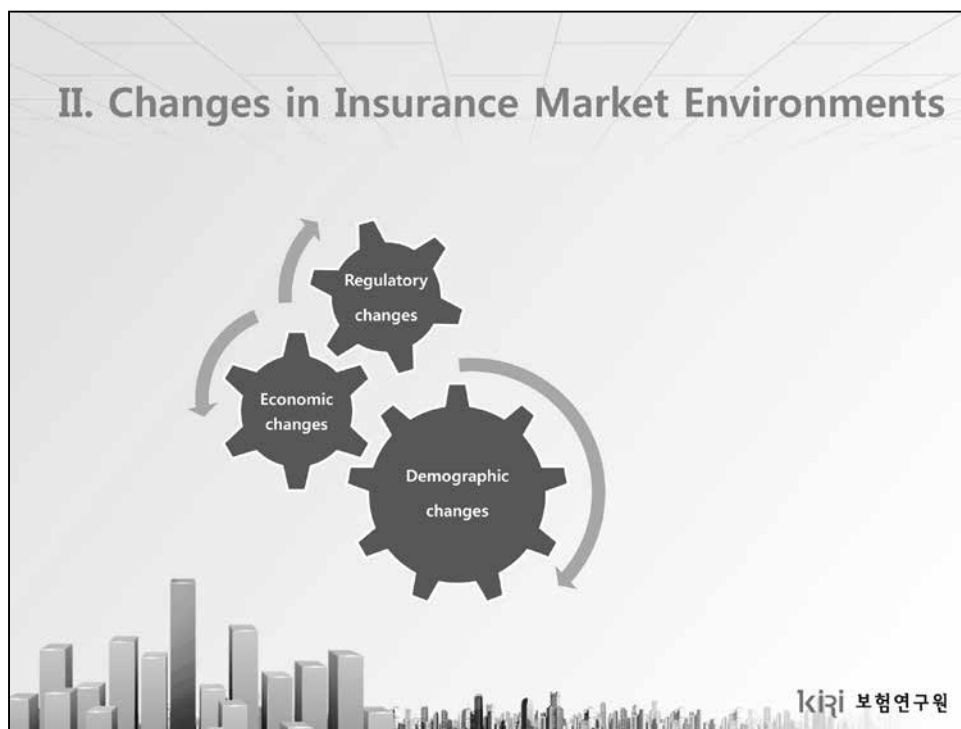 II. Changes in Insurance Market Environments
Regulatory
changes
Economic
changes
Demographic
changes
kiRi 보험연구원